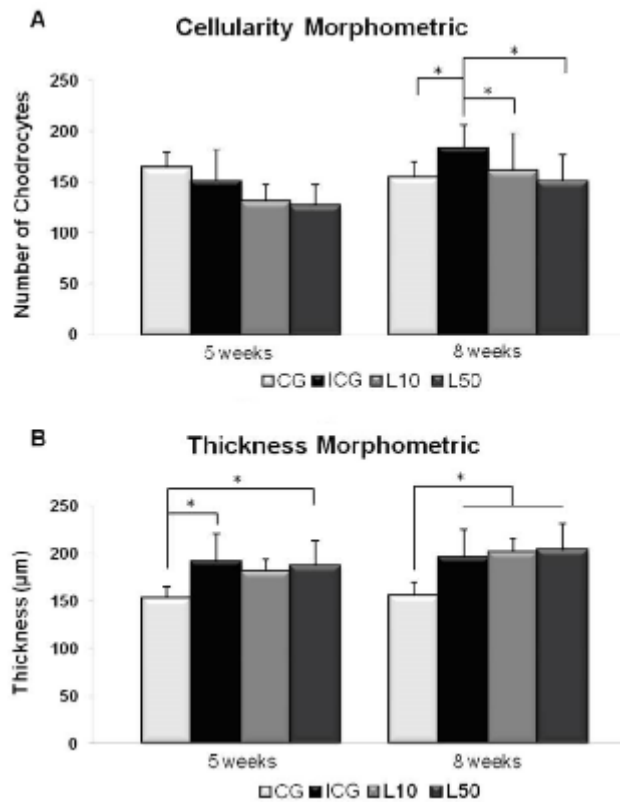 A
Cellularity Morphometric
Number of Chodrocytes
250
200
150
100
50
0
* * *
5 weeks 8 weeks
CG ICG L10 L50
B
Thickness Morphometric
Thickness (µm)
250
200
150
100
50
0
* * *
5 weeks 8 weeks
CG ICG L10 L50